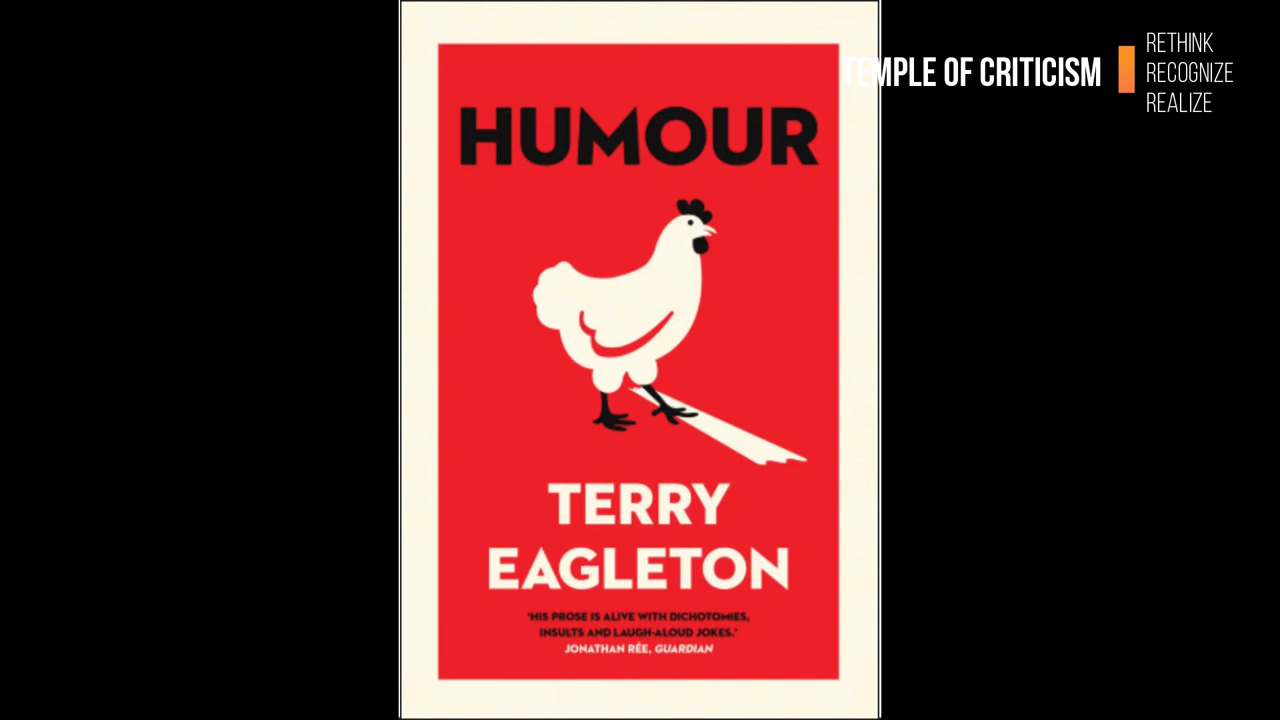 HUMOUR
TERRY
EAGLETON
'HIS PROSE IS ALIVE WITH DICHOTOMIES,
INSULTS AND LAUGH-ALOUD JOKES.'
JONATHAN RÉE, GUARDIAN
TEMPLE OF CRITICISM
RETHINK
RECOGNIZE
REALIZE